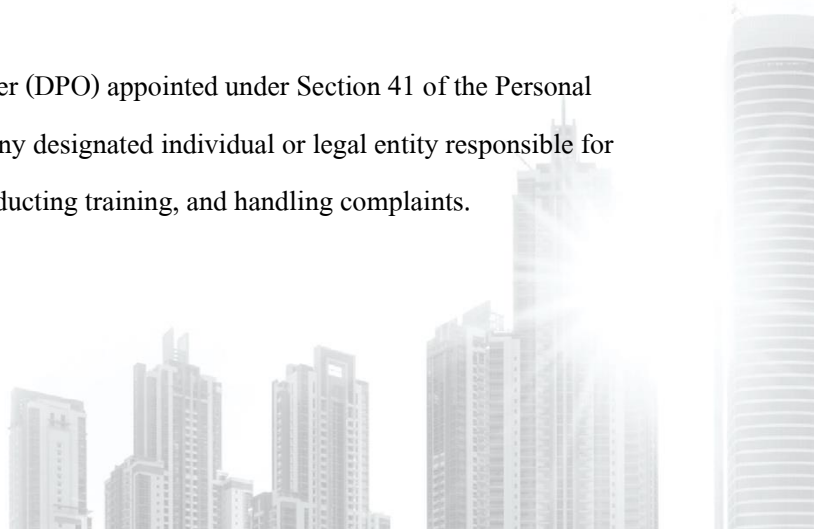 er (DPO) appointed under Section 41 of the Personal
ny designated individual or legal entity responsible for
ducting training, and handling complaints.